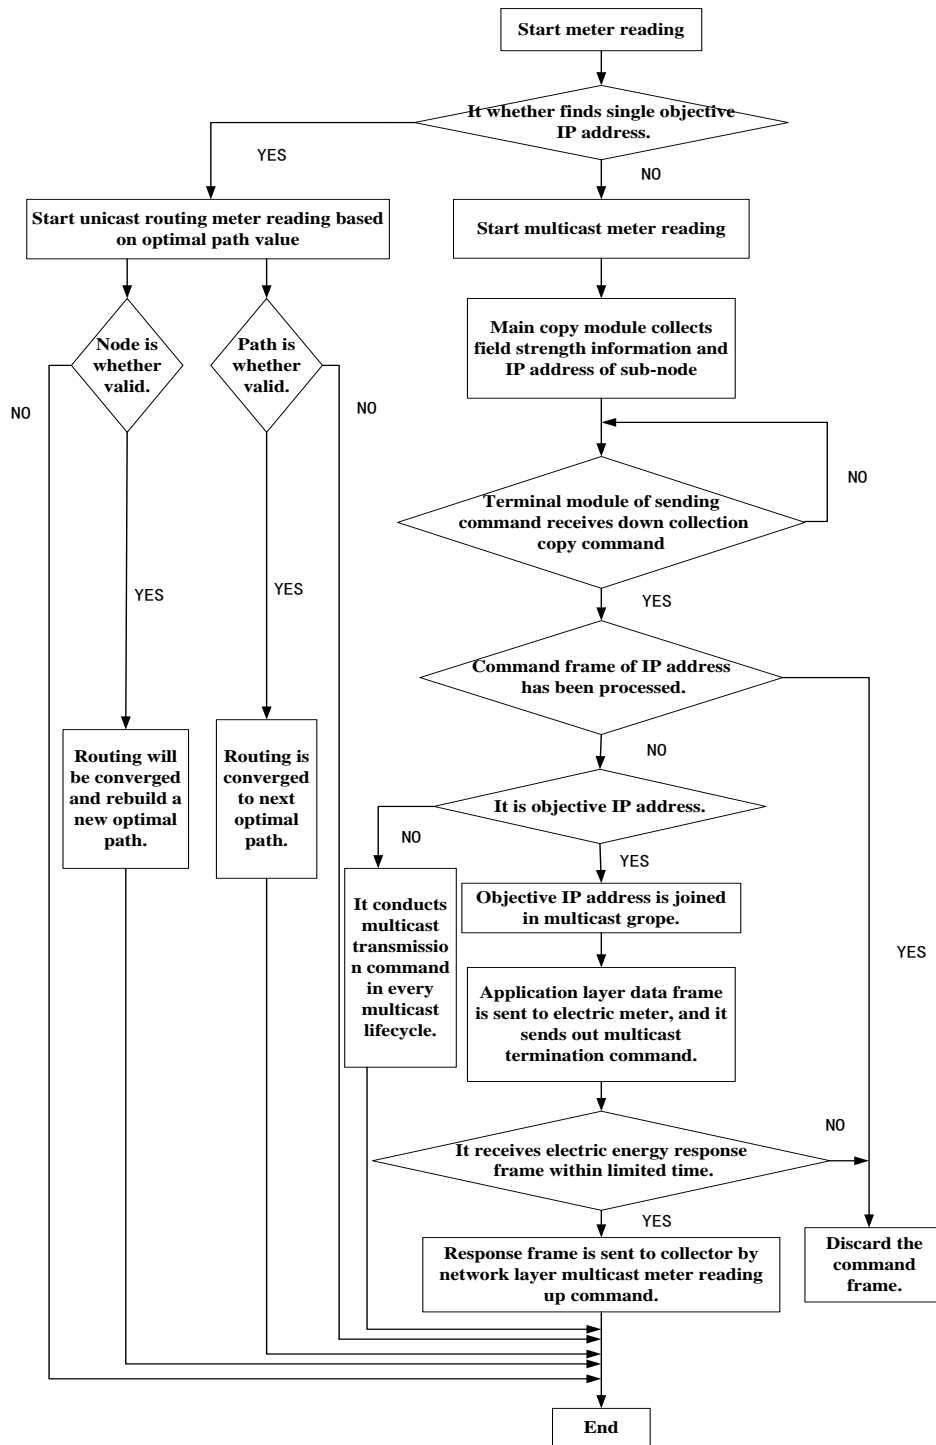 Start meter reading
It whether finds single objective
IP address.
YES
NO
Start unicast routing meter reading based
on optimal path value
Start multicast meter reading
Node is
whether
valid.
Path is
whether
valid.
Main copy module collects
field strength information and
IP address of sub-node
NO
NO
NO
Terminal module of sending
command receives down collection
copy command
YES
YES
YES
Command frame of IP address
has been processed.
Routing will
be converged
and rebuild a
new optimal
path.
Routing is
converged
to next
optimal
path.
NO
It is objective IP address.
NO
YES
It conducts
multicast
transmissio
n command
in every
multicast
lifecycle.
Objective IP address is joined
in multicast grope.
YES
Application layer data frame
is sent to electric meter, and it
sends out multicast
termination command.
NO
It receives electric energy response
frame within limited time.
YES
Response frame is sent to collector by
network layer multicast meter reading
up command.
Discard the
command
frame.
End